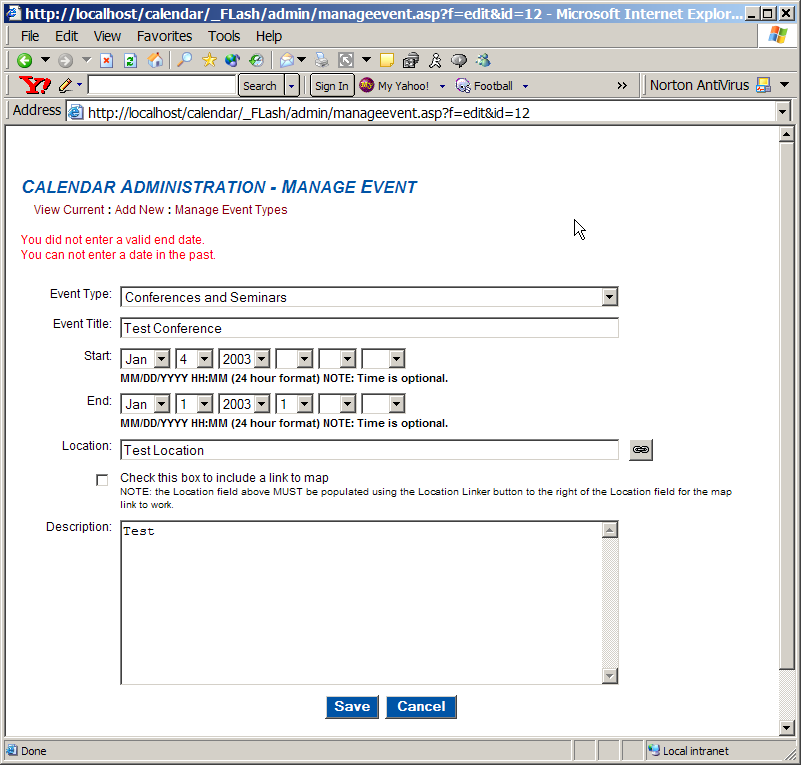 http://localhost/calendar/_FLash/admin/manageevent.asp?f=edit&id=12 - Microsoft Internet Explor...
File Edit View Favorites Tools Help
Y! Search Sign In My Yahoo! Football » Norton AntiVirus
Address http://localhost/calendar/_FLash/admin/manageevent.asp?f=edit&id=12
CALENDAR ADMINISTRATION - MANAGE EVENT
View Current : Add New : Manage Event Types
You did not enter a valid end date.
You can not enter a date in the past.
Event Type: Conferences and Seminars
Event Title: Test Conference
Start: Jan 4 2003
MM/DD/YYYY HH:MM (24 hour format) NOTE: Time is optional.
End: Jan 1 2003 1
MM/DD/YYYY HH:MM (24 hour format) NOTE: Time is optional.
Location: Test Location
Check this box to include a link to map
NOTE: the Location field above MUST be populated using the Location Linker button to the right of the Location field for the map
link to work.
Description: Test
Save Cancel
Done Local intranet